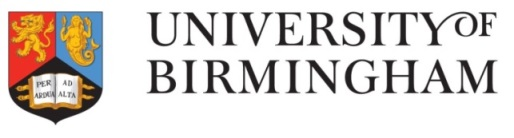 UNIVERSITY OF
BIRMINGHAM
PER AD
ARDUA ALTA